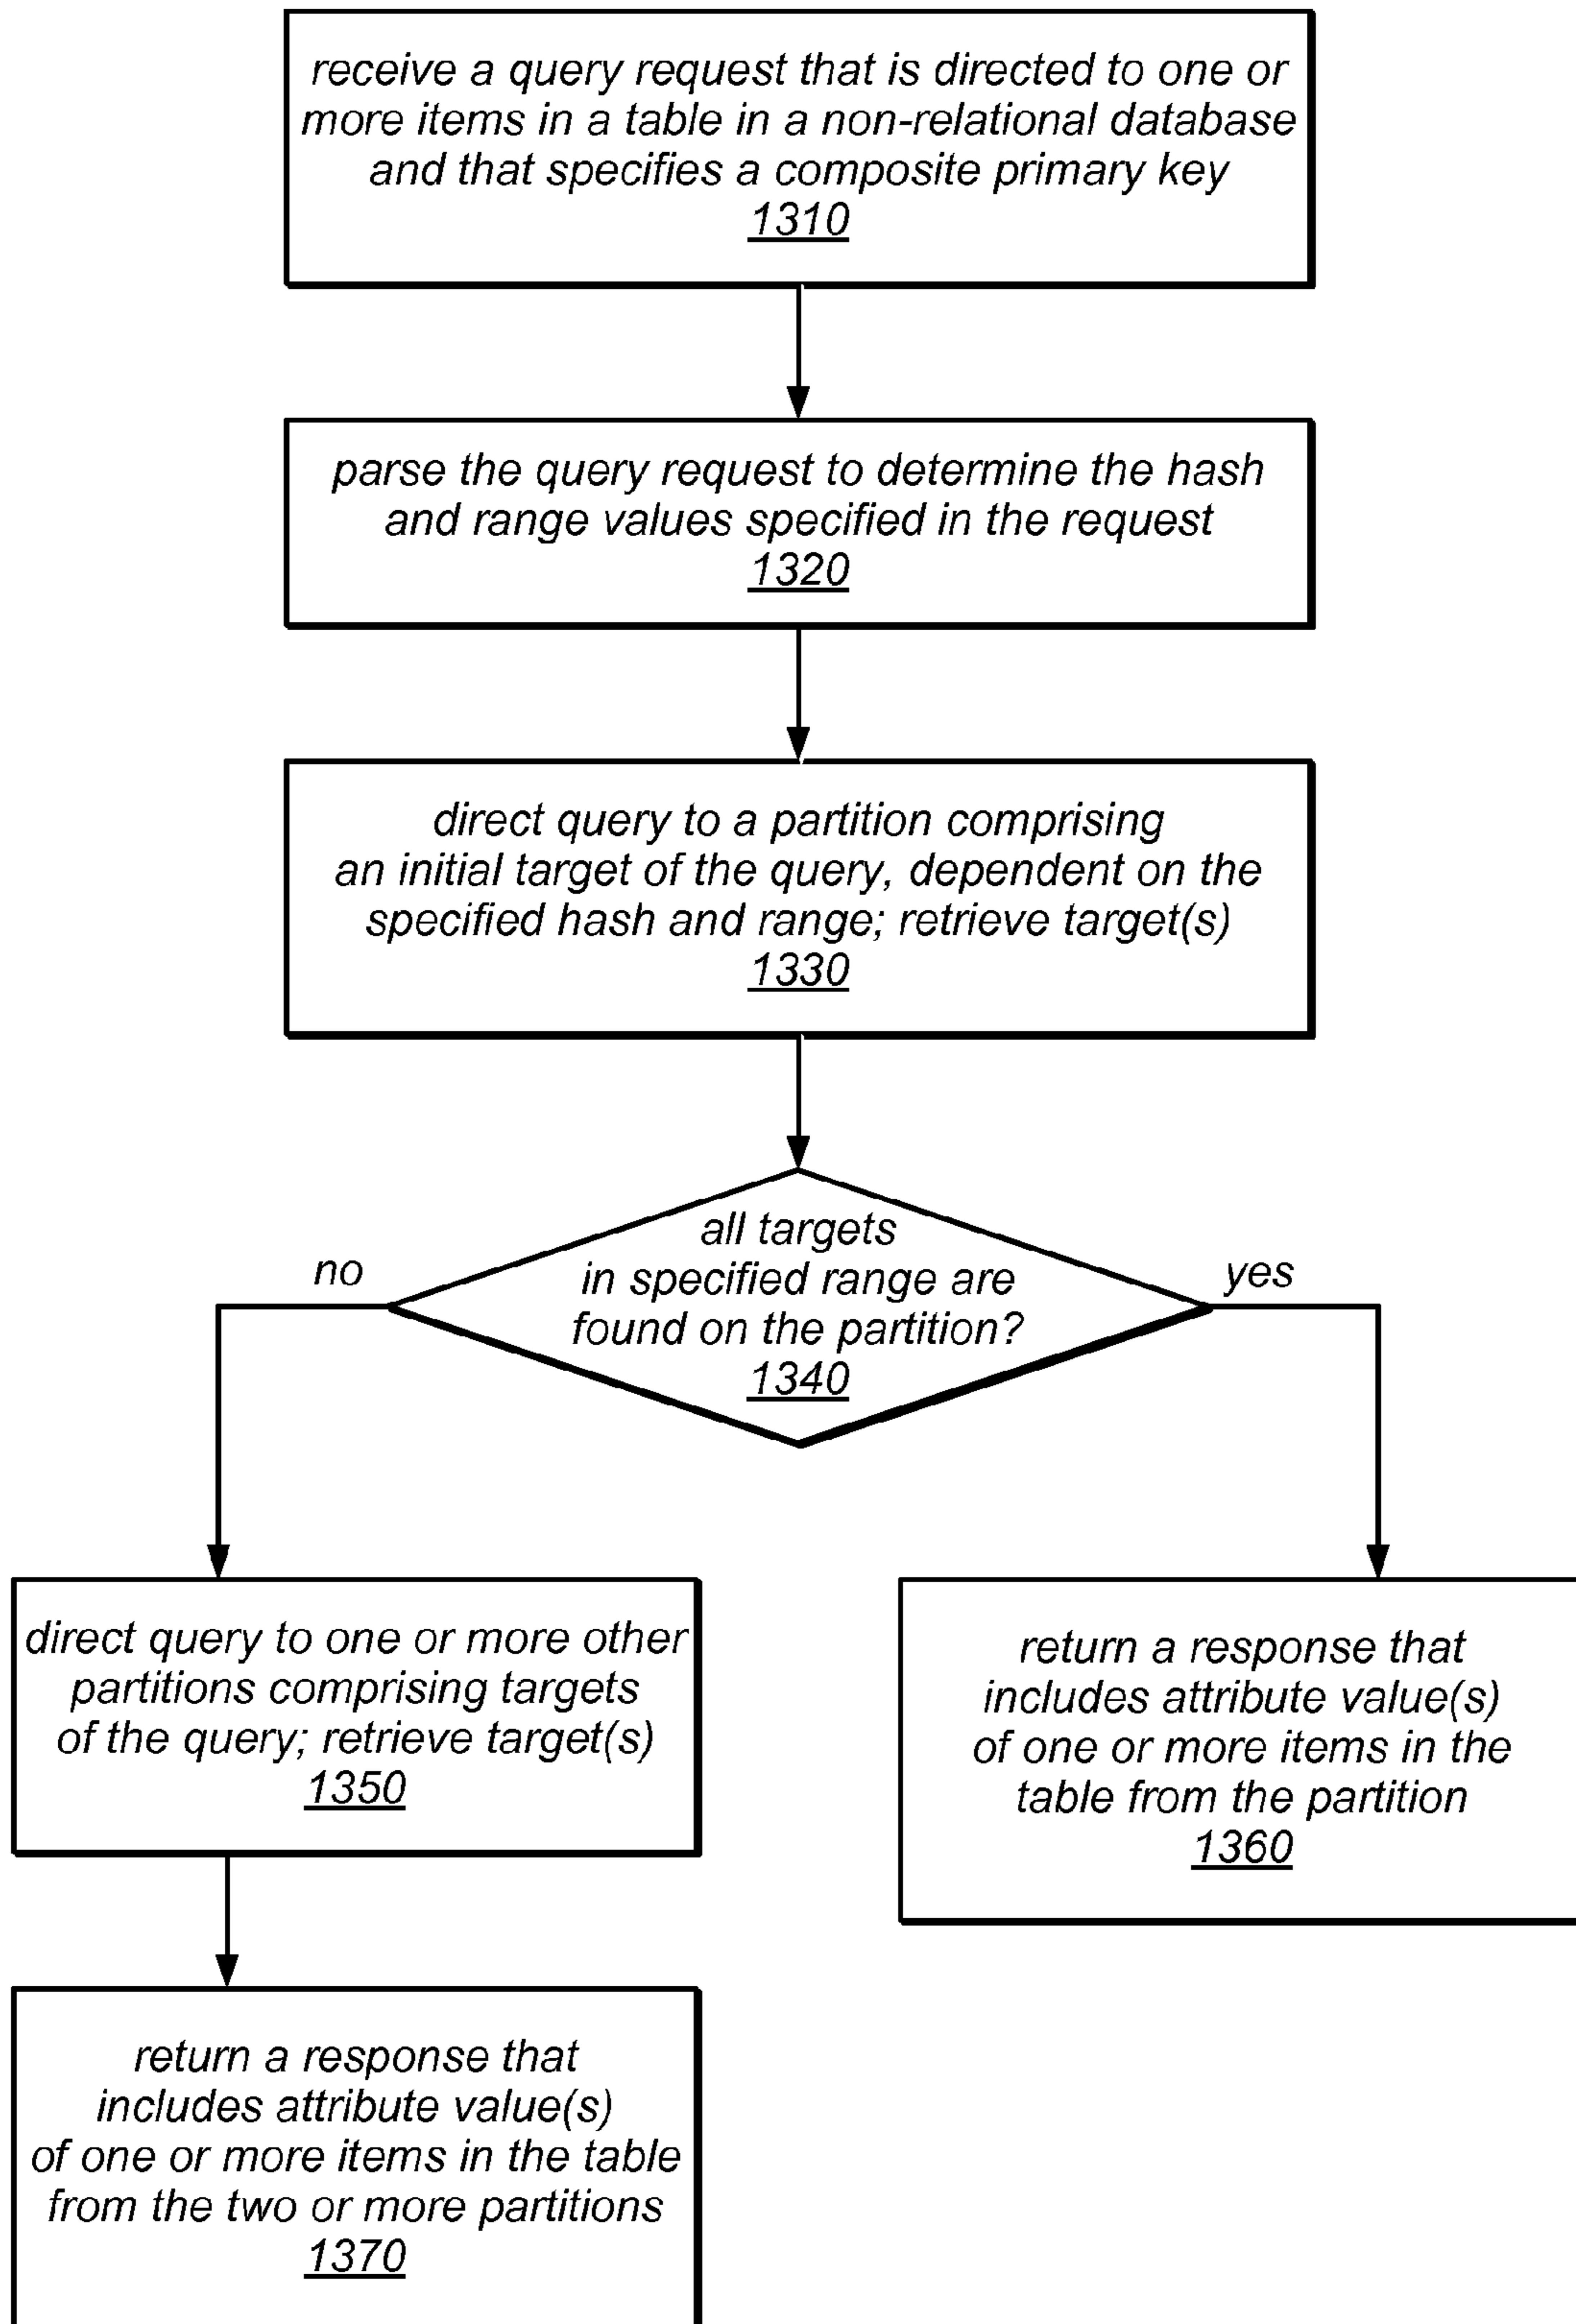 receive a query request that is directed to one or
more items in a table in a non-relational database
and that specifies a composite primary key
1310
parse the query request to determine the hash
and range values specified in the request
1320
direct query to a partition comprising
an initial target of the query, dependent on the
specified hash and range; retrieve target(s)
1330
all targets
in specified range are
found on the partition?
1340
no
yes
direct query to one or more other
partitions comprising targets
of the query; retrieve target(s)
1350
return a response that
includes attribute value(s)
of one or more items in the
table from the partition
1360
return a response that
includes attribute value(s)
of one or more items in the table
from the two or more partitions
1370